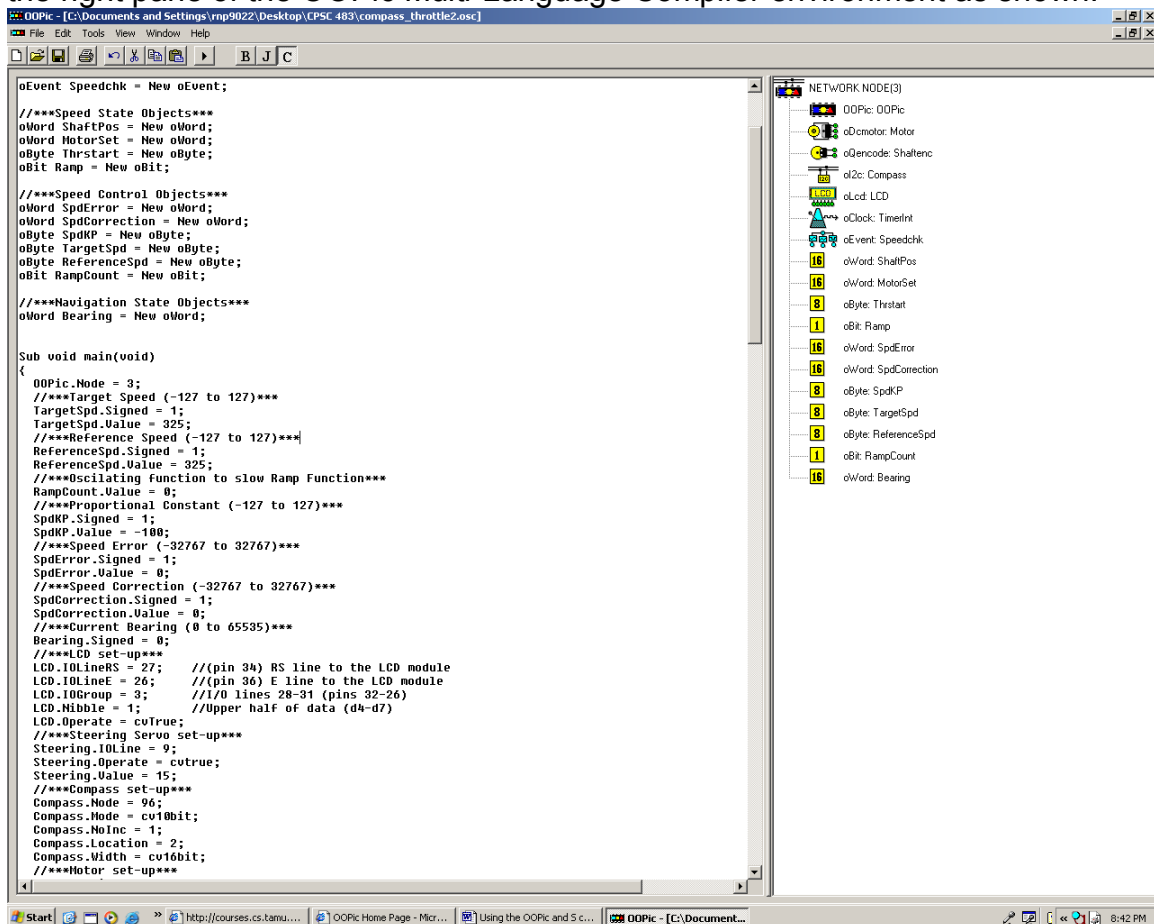 the right pane of the OOPic Multi-Language Compiler environment as shown:
OOPic - [C:\Documents and Settings\rnp9022\Desktop\CPSC 483\compass_throttle2.osc]
File Edit Tools View Window Help
B J C
oEvent Speedchk = New oEvent;
//***Speed State Objects***
oWord ShaftPos = New oWord;
oWord MotorSet = New oWord;
oByte Thrstart = New oByte;
oBit Ramp = New oBit;
//***Speed Control Objects***
oWord SpdError = New oWord;
oWord SpdCorrection = New oWord;
oByte SpdKP = New oByte;
oByte TargetSpd = New oByte;
oByte ReferenceSpd = New oByte;
oBit RampCount = New oBit;
//***Navigation State Objects***
oWord Bearing = New oWord;
Sub void main(void)
{
OOPic.Node = 3;
//***Target Speed (-127 to 127)***
TargetSpd.Signed = 1;
TargetSpd.Value = 325;
//***Reference Speed (-127 to 127)***
ReferenceSpd.Signed = 1;
ReferenceSpd.Value = 325;
//***Oscilating function to slow Ramp Function***
RampCount.Value = 0;
//***Proportional Constant (-127 to 127)***
SpdKP.Signed = 1;
SpdKP.Value = -100;
//***Speed Error (-32767 to 32767)***
SpdError.Signed = 1;
SpdError.Value = 0;
//***Speed Correction (-32767 to 32767)***
SpdCorrection.Signed = 1;
SpdCorrection.Value = 0;
//***Current Bearing (0 to 65535)***
Bearing.Signed = 0;
//***LCD set-up***
LCD.IOLineRS = 27; //(pin 34) RS line to the LCD module
LCD.IOLineE = 26; //(pin 36) E line to the LCD module
LCD.IOGroup = 3; //I/O lines 28-31 (pins 32-26)
LCD.Nibble = 1; //Upper half of data (d4-d7)
LCD.Operate = cvTrue;
//***Steering Servo set-up***
Steering.IOLine = 9;
Steering.Operate = cvtrue;
Steering.Value = 15;
//***Compass set-up***
Compass.Node = 96;
Compass.Mode = cv10bit;
Compass.NoInc = 1;
Compass.Location = 2;
Compass.Width = cv16bit;
//***Motor set-up***
NETWORK NODE(3)
OOPic: OOPic
oDcmotor: Motor
oQencode: Shaftenc
oI2c: Compass
LCD oLcd: LCD
oClock: TimerInt
oEvent: Speedchk
16 oWord: ShaftPos
16 oWord: MotorSet
8 oByte: Thrstart
1 oBit: Ramp
16 oWord: SpdError
16 oWord: SpdCorrection
8 oByte: SpdKP
8 oByte: TargetSpd
8 oByte: ReferenceSpd
1 oBit: RampCount
16 oWord: Bearing
Start
http://courses.cs.tamu....
OOPic Home Page - Micr...
Using the OOPic and S c...
OOPic - [C:\Document...
8:42 PM